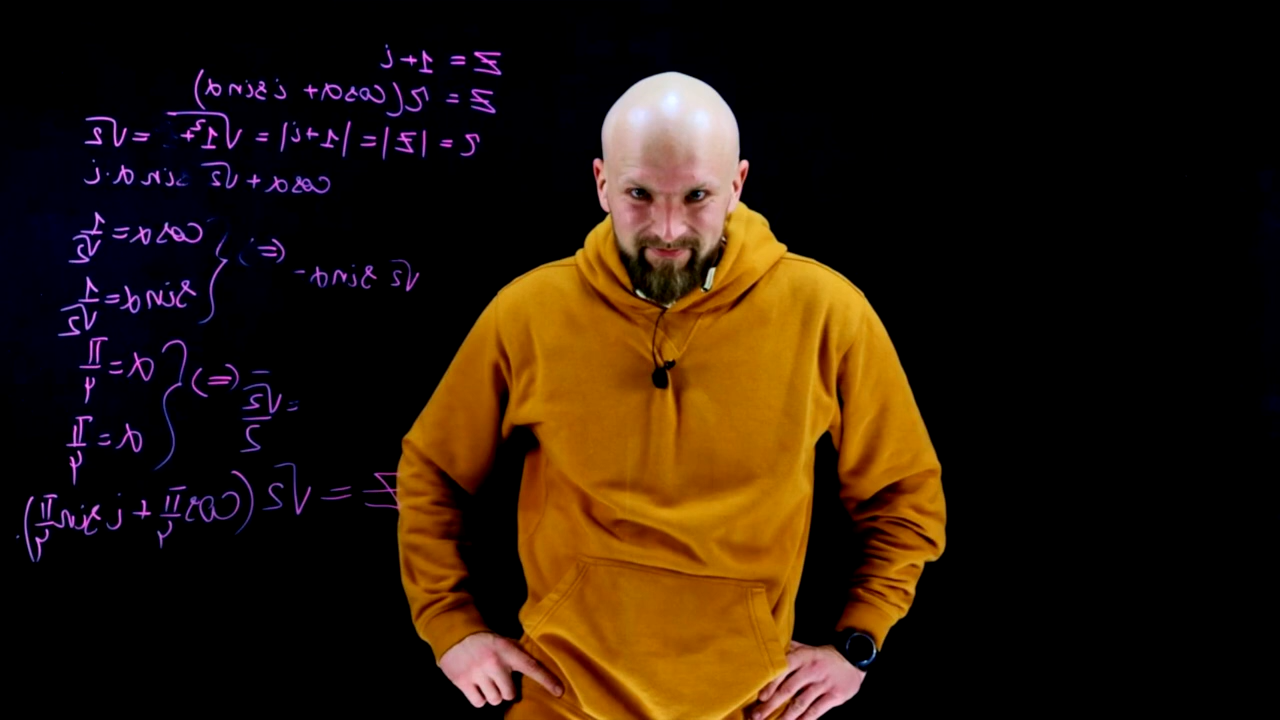 z = 1+i
z = r(cosα + i sinα)
r = |z| = |1+i| = √1²+ = √2
cosα + √2 sinα·i
cosα = 1/√2
(=)
√2 sinα -
sinα = 1/√2
α = π/4
(=)
√2/2 =
α = π/4
z = √2 (cos π/4 + i sin π/4).